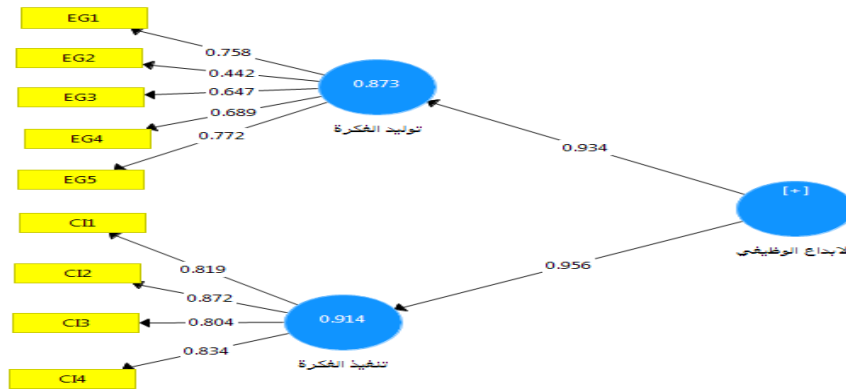 EG1
0.758
EG2
0.442
EG3
0.647
EG4
0.689
EG5
0.772
0.873
توليد الفكرة
0.934
[+]
لابداع الوظيفي
CI1
0.819
CI2
0.872
CI3
0.804
CI4
0.834
0.914
تنفيذ الفكرة
0.956